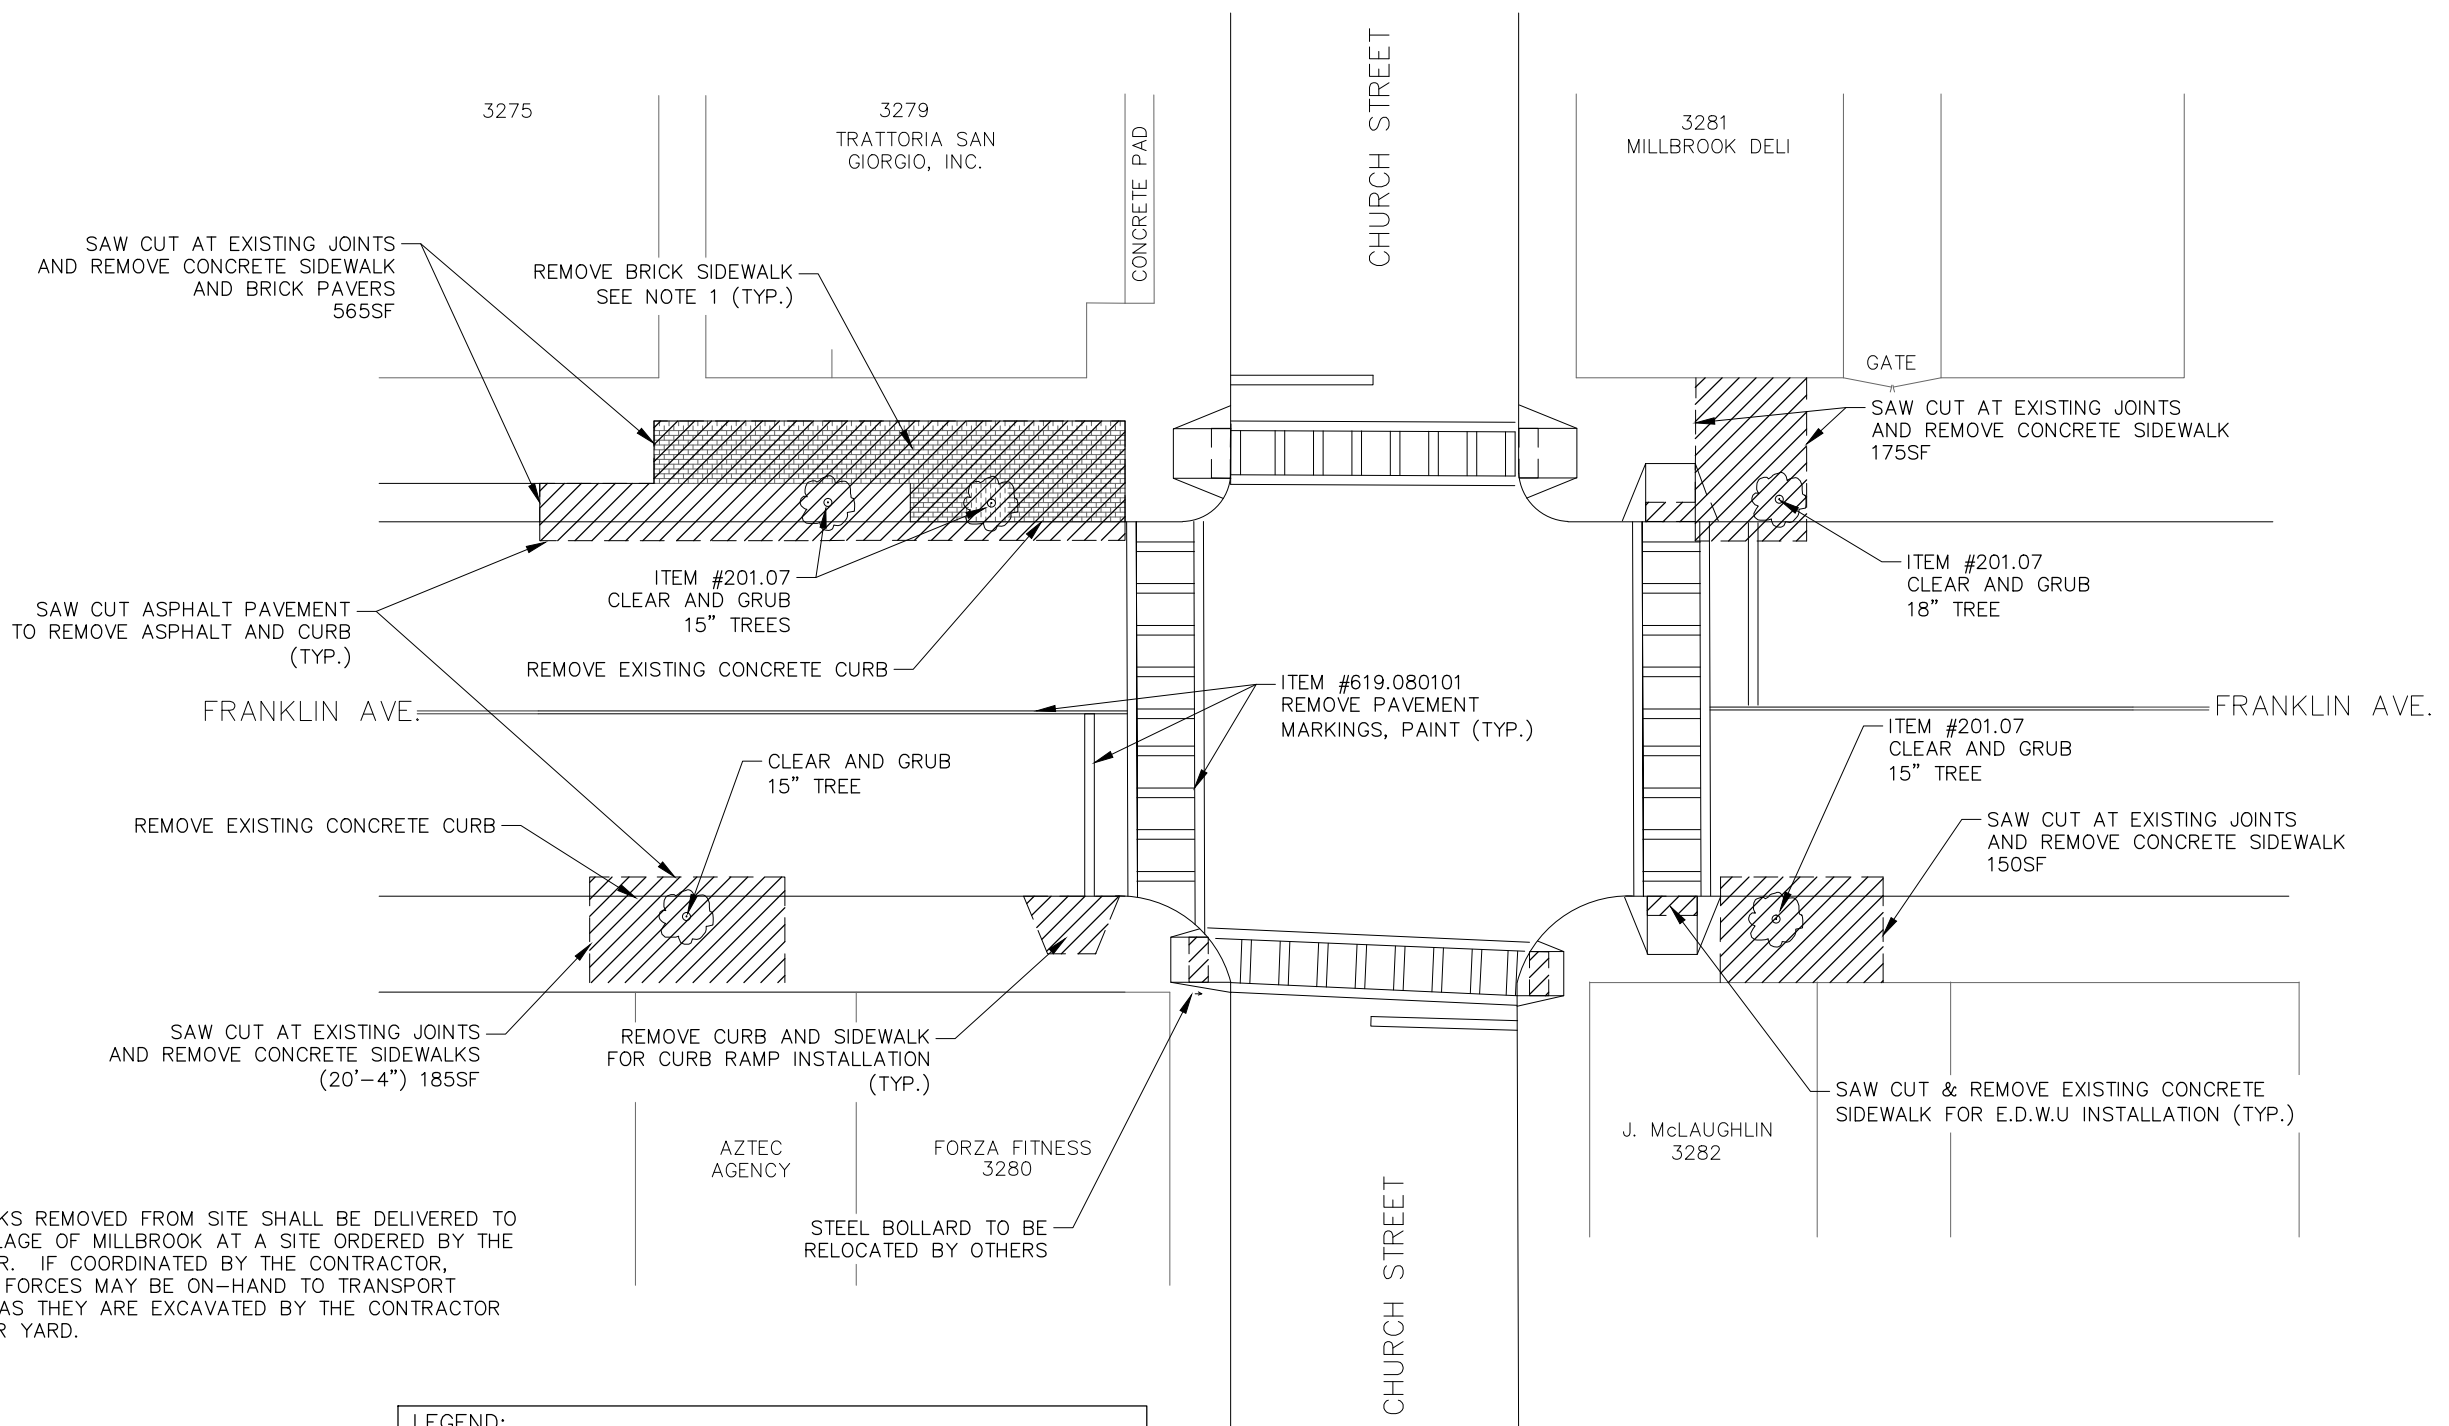 CHURCH STREET
3275
3279
TRATTORIA SAN
GIORGIO, INC.
CONCRETE PAD
3281
MILLBROOK DELI
SAW CUT AT EXISTING JOINTS
AND REMOVE CONCRETE SIDEWALK
AND BRICK PAVERS
565SF
REMOVE BRICK SIDEWALK
SEE NOTE 1 (TYP.)
GATE
SAW CUT AT EXISTING JOINTS
AND REMOVE CONCRETE SIDEWALK
175SF
ITEM #201.07
CLEAR AND GRUB
15" TREES
ITEM #201.07
CLEAR AND GRUB
18" TREE
SAW CUT ASPHALT PAVEMENT
TO REMOVE ASPHALT AND CURB
(TYP.)
REMOVE EXISTING CONCRETE CURB
ITEM #619.080101
REMOVE PAVEMENT
MARKINGS, PAINT (TYP.)
FRANKLIN AVE.
FRANKLIN AVE.
ITEM #201.07
CLEAR AND GRUB
15" TREE
CLEAR AND GRUB
15" TREE
REMOVE EXISTING CONCRETE CURB
SAW CUT AT EXISTING JOINTS
AND REMOVE CONCRETE SIDEWALK
150SF
SAW CUT AT EXISTING JOINTS
AND REMOVE CONCRETE SIDEWALKS
(20'-4") 185SF
REMOVE CURB AND SIDEWALK
FOR CURB RAMP INSTALLATION
(TYP.)
SAW CUT & REMOVE EXISTING CONCRETE
SIDEWALK FOR E.D.W.U INSTALLATION (TYP.)
AZTEC
AGENCY
FORZA FITNESS
3280
J. McLAUGHLIN
3282
STEEL BOLLARD TO BE
RELOCATED BY OTHERS
CHURCH STREET
REMOVED FROM SITE SHALL BE DELIVERED TO
OF MILLBROOK AT A SITE ORDERED BY THE
IF COORDINATED BY THE CONTRACTOR,
FORCES MAY BE ON-HAND TO TRANSPORT
AS THEY ARE EXCAVATED BY THE CONTRACTOR
YARD.
LEGEND: